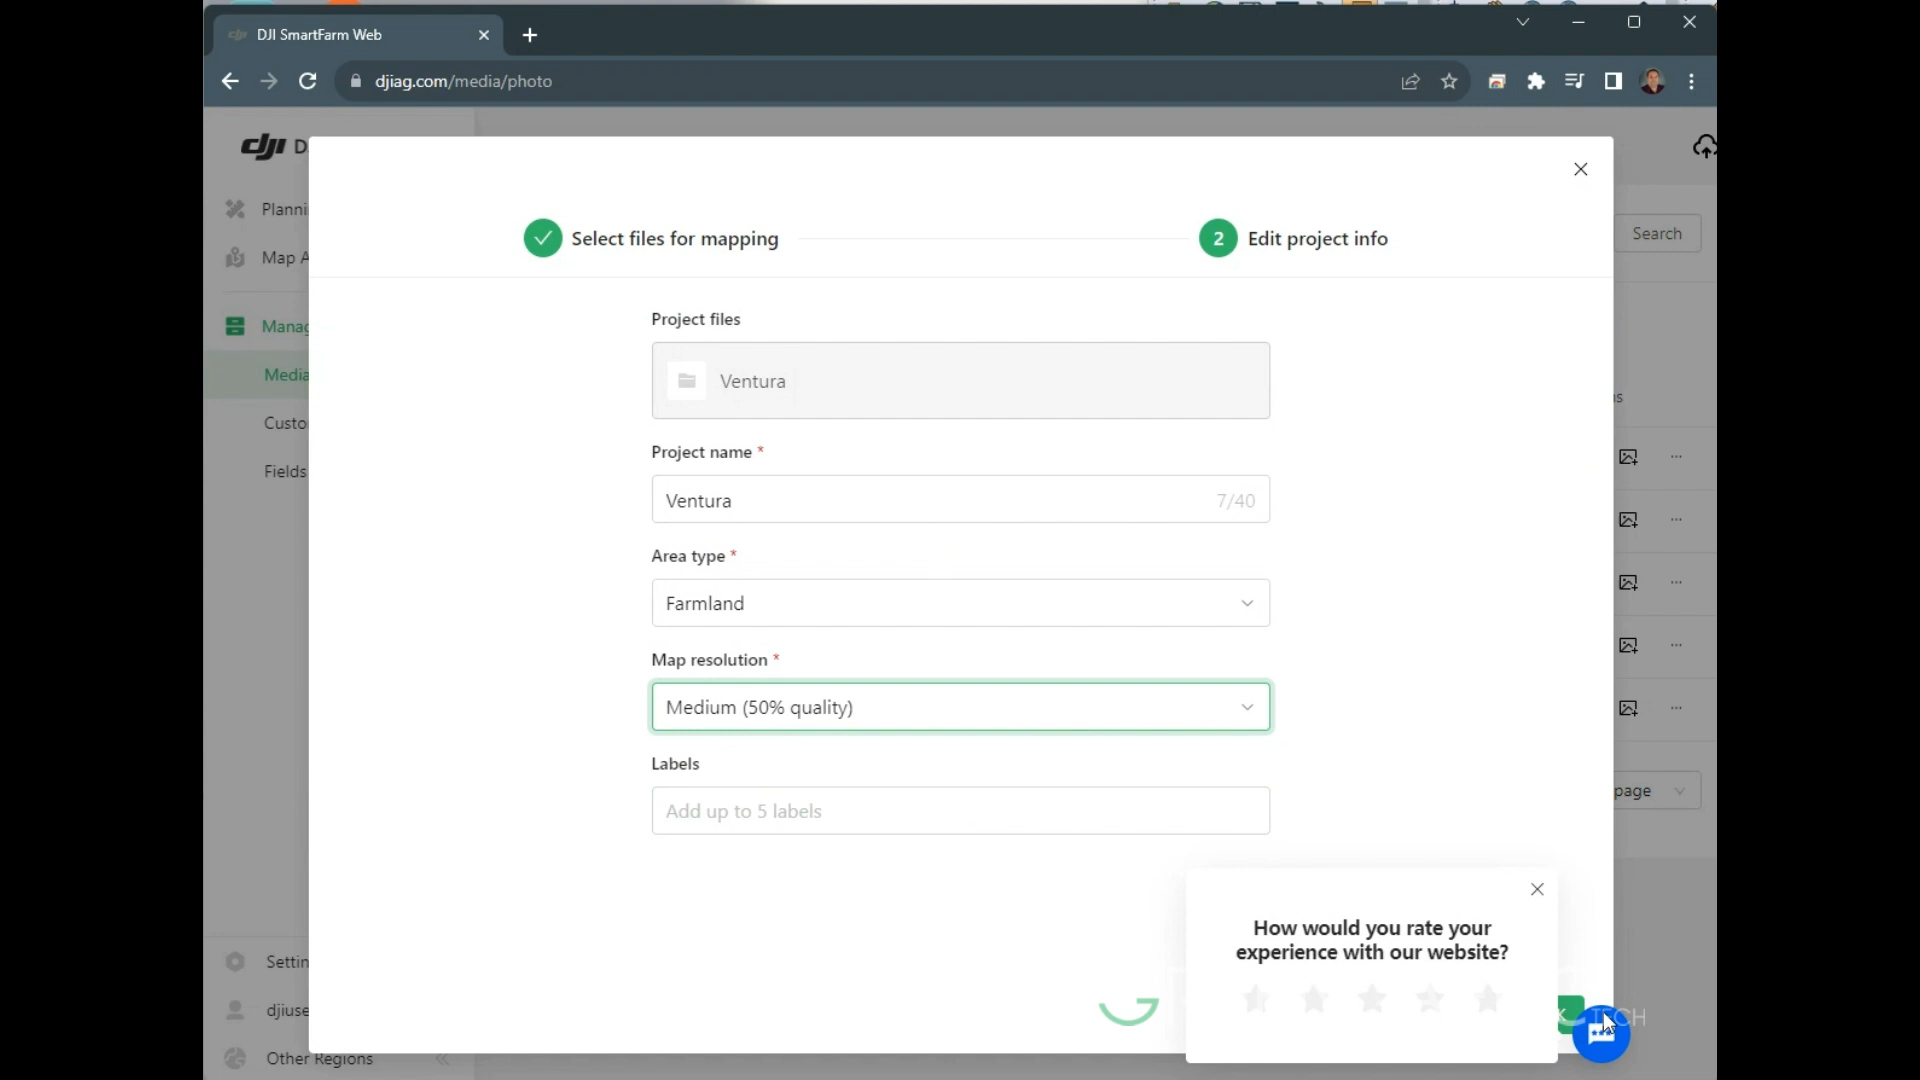 DJI SmartFarm Web
djiag.com/media/photo
dji D
Select files for mapping
2 Edit project info
Search
Project files
Ventura
Project name *
Ventura 7/40
Area type *
Farmland
Map resolution *
Medium (50% quality)
Labels
Add up to 5 labels
Planni
Map A
Manag
Media
Custo
Fields
page
How would you rate your
experience with our website?
Settin
djiuse
Other Regions
TECH